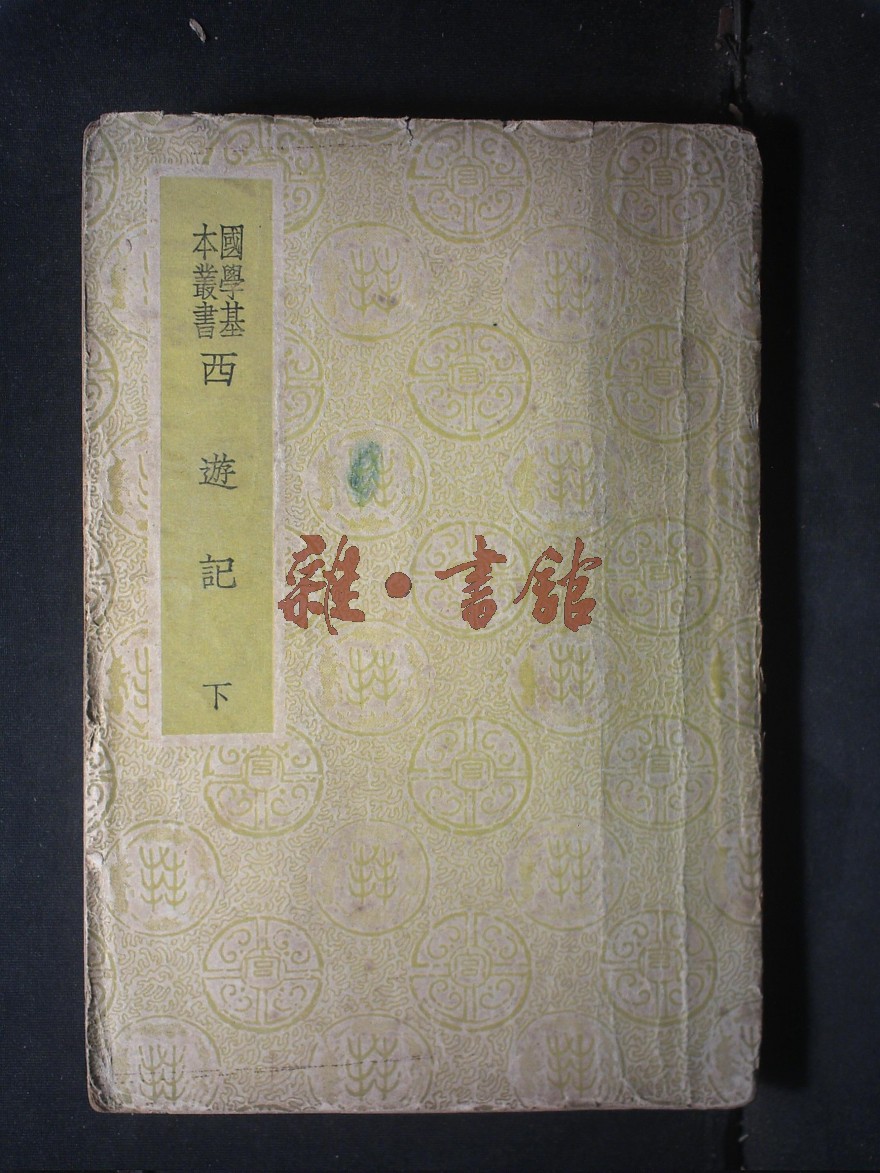 國學基
本叢書
西遊記 下
雜·書館